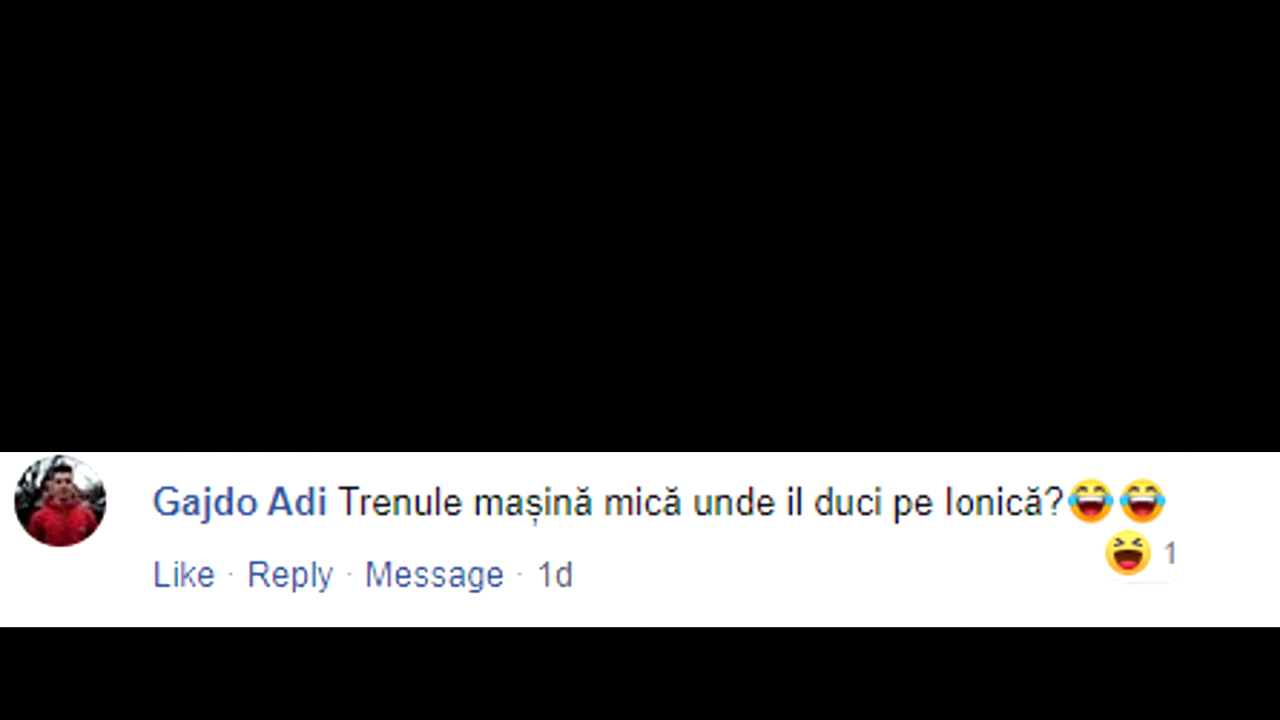 Gajdo Adi Trenule mașină mică unde il duci pe Ionică?😂😂
😆 1
Like · Reply · Message · 1d